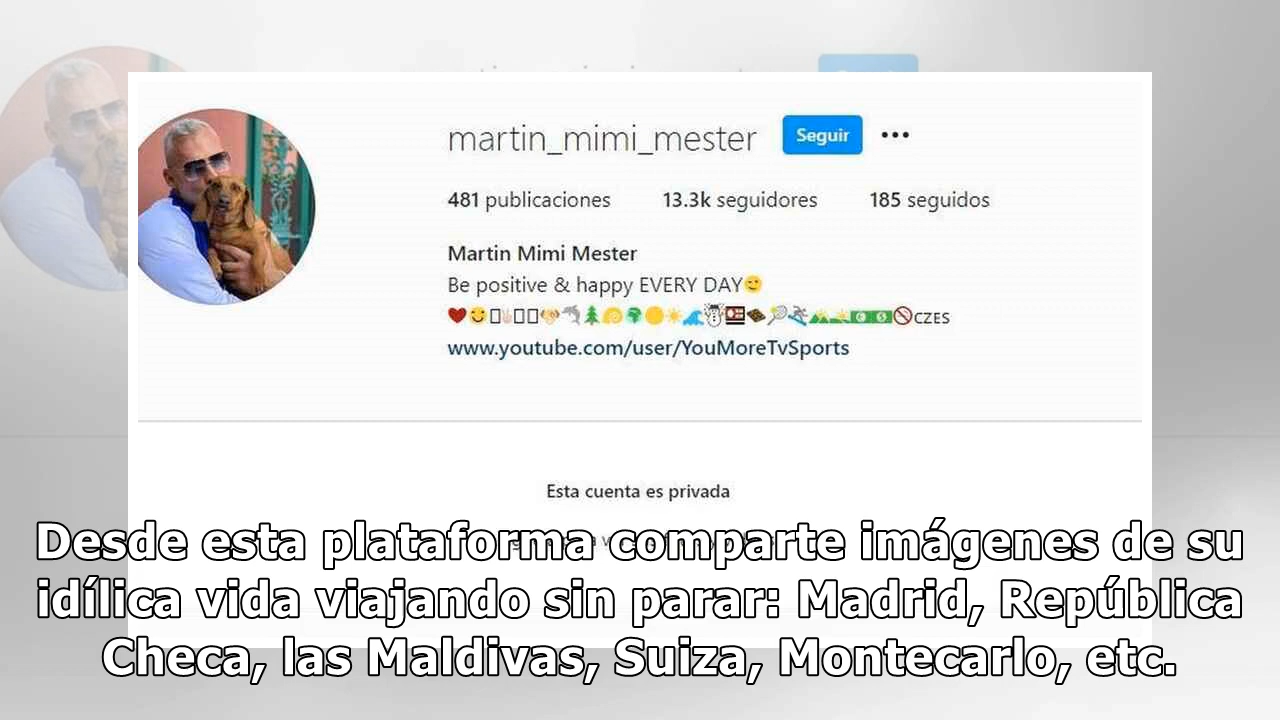 martin_mimi_mester Seguir •••
481 publicaciones 13.3k seguidores 185 seguidos
Martin Mimi Mester
Be positive & happy EVERY DAY😊
CZES
www.youtube.com/user/YouMoreTvSports
Esta cuenta es privada
Desde esta plataforma comparte imágenes de su
idílica vida viajando sin parar: Madrid, República
Checa, las Maldivas, Suiza, Montecarlo, etc.